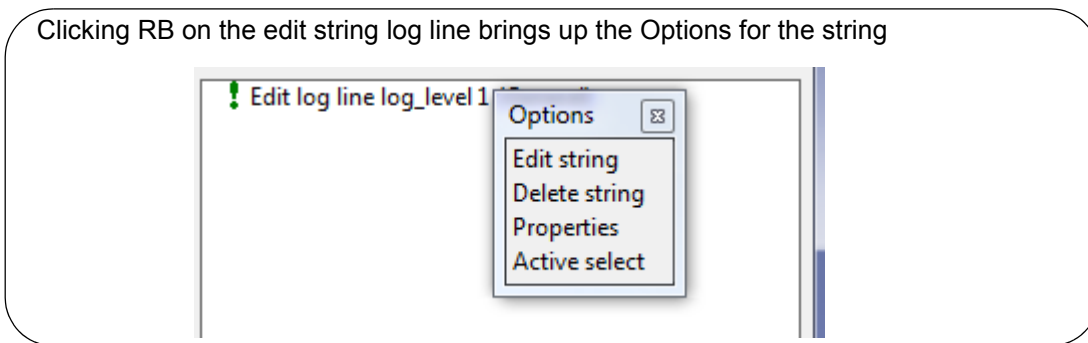 Clicking RB on the edit string log line brings up the Options for the string
Edit log line log_level 1
Options
Edit string
Delete string
Properties
Active select